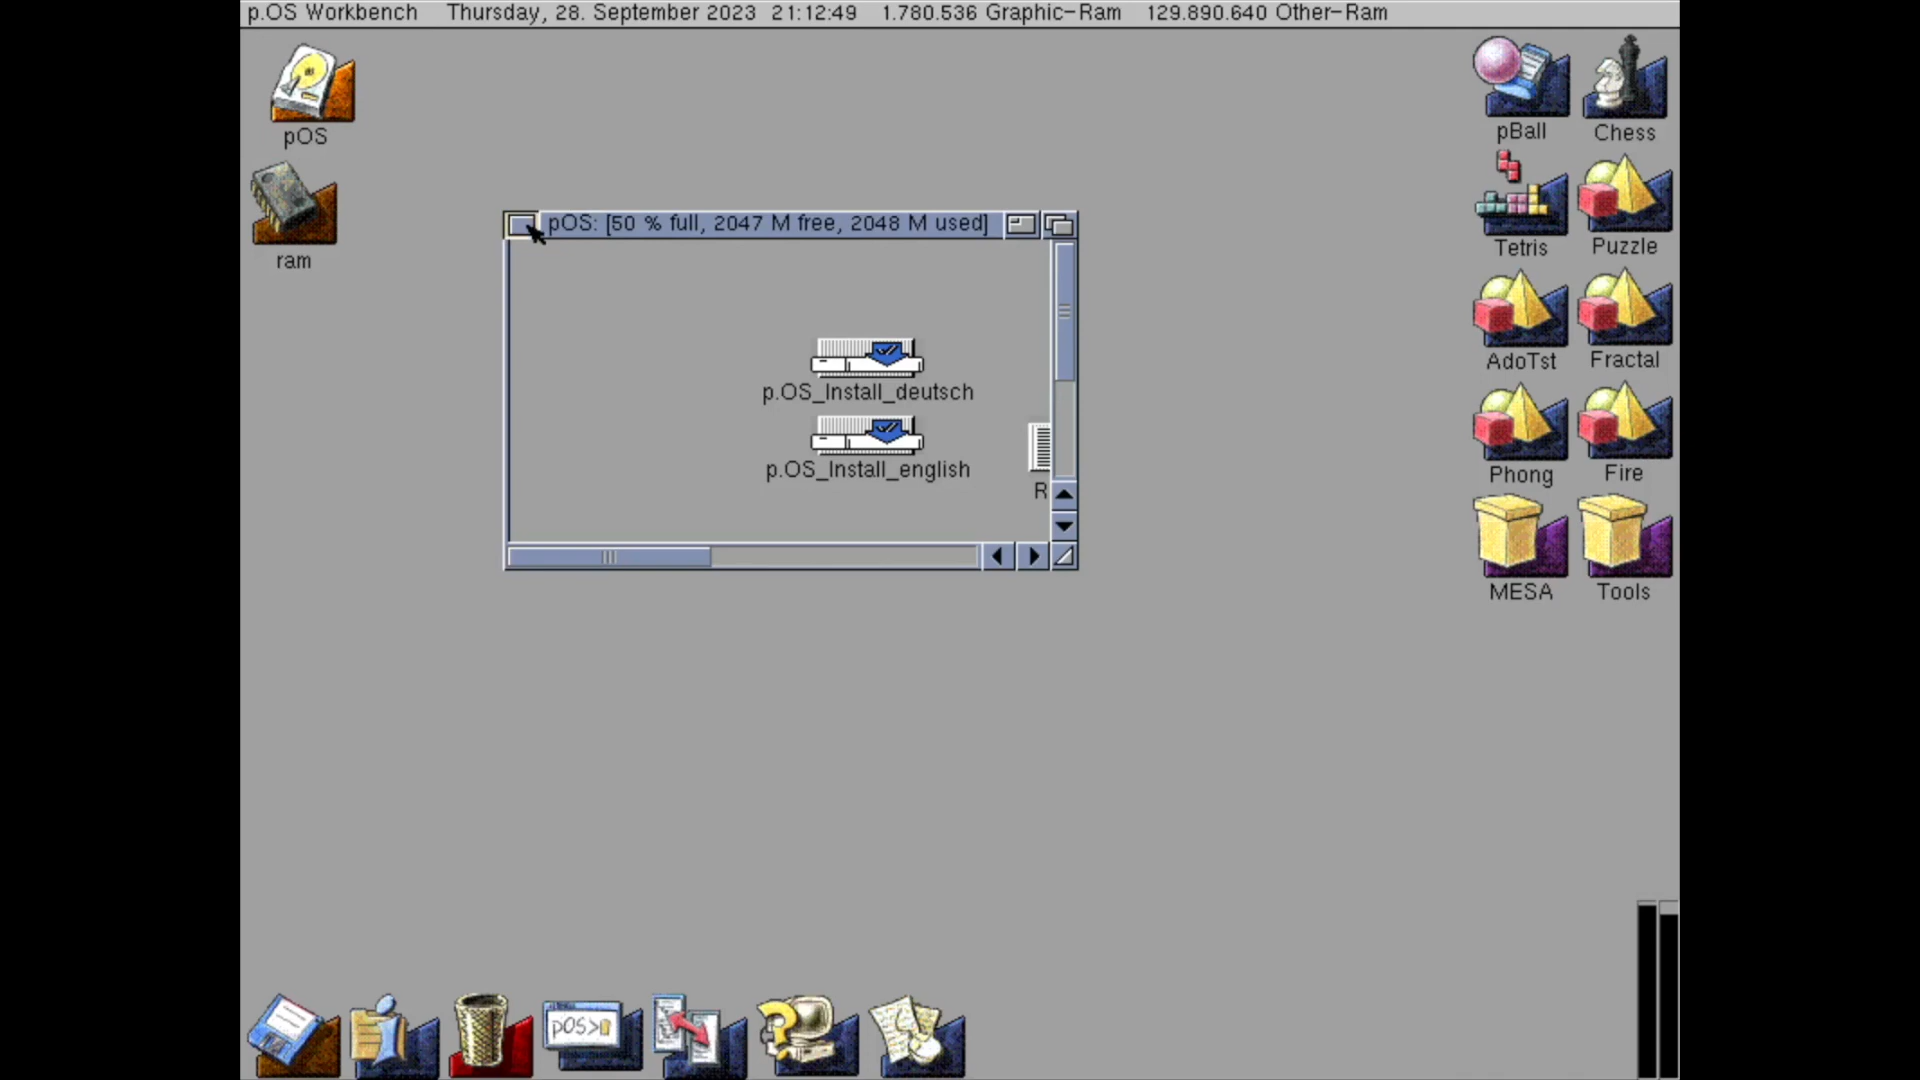 p.OS Workbench Thursday, 28. September 2023 21:12:49 1.780.536 Graphic-Ram 129.890.640 Other-Ram
pOS
ram
pOS: [50 % full, 2047 M free, 2048 M used]
p.OS_Install_deutsch
p.OS_Install_english
R
pBall
Chess
Tetris
Puzzle
AdoTst
Fractal
Phong
Fire
MESA
Tools
pOS>